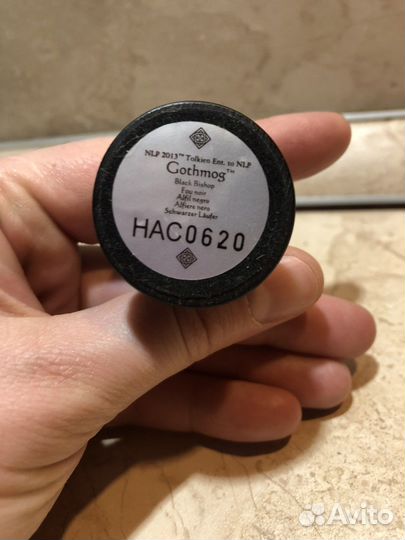 NLP 2013™ Tolkien Ent. to NLP
Gothmog™
Black Bishop
Fou noir
Alfil negro
Alfiere nero
Schwarzer Läufer
HAC0620
Avito